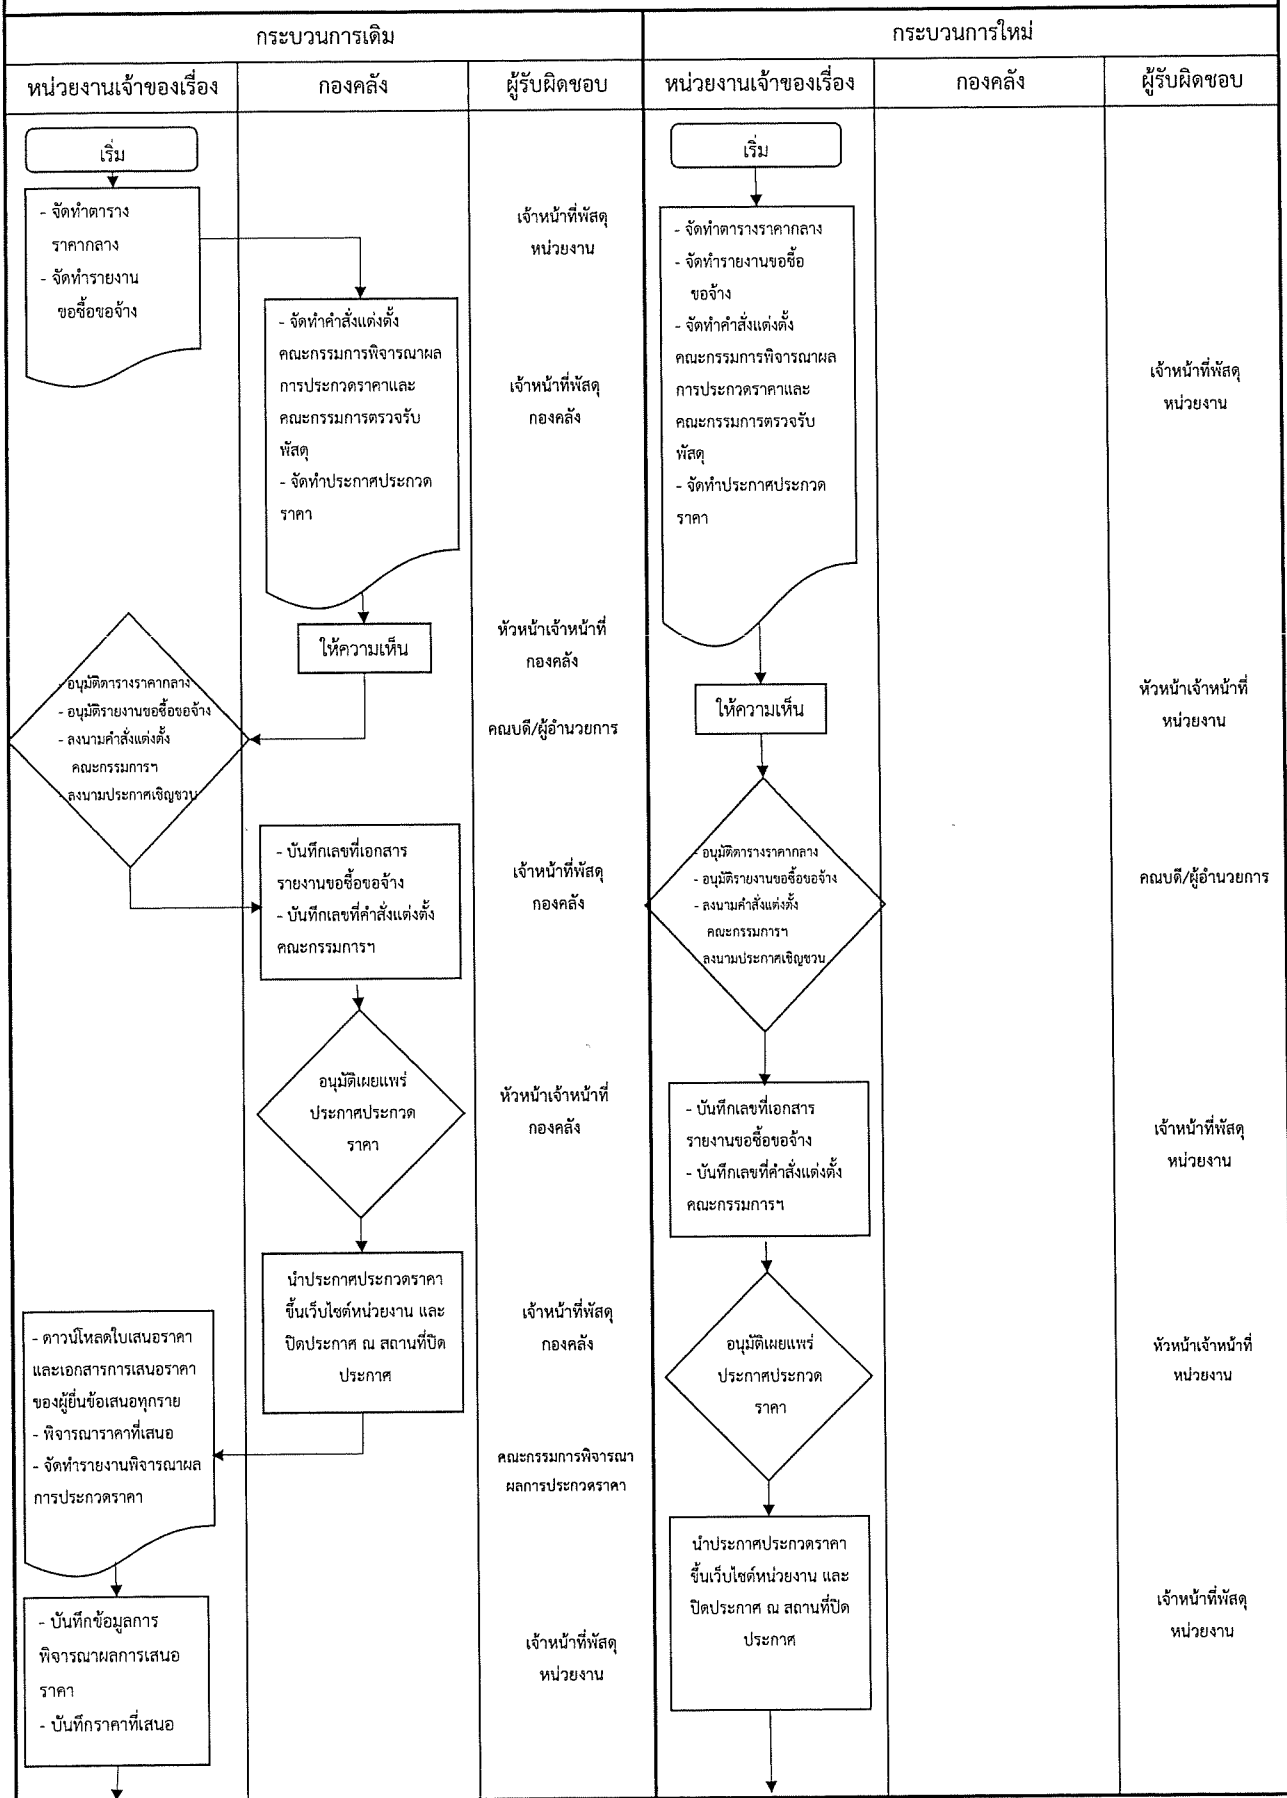 กระบวนการเดิม
กระบวนการใหม่
หน่วยงานเจ้าของเรื่อง
กองคลัง
ผู้รับผิดชอบ
หน่วยงานเจ้าของเรื่อง
กองคลัง
ผู้รับผิดชอบ
เริ่ม
- จัดทำตาราง
ราคากลาง
- จัดทำรายงาน
ขอซื้อขอจ้าง
เจ้าหน้าที่พัสดุ
หน่วยงาน
- จัดทำคำสั่งแต่งตั้ง
คณะกรรมการพิจารณาผล
การประกวดราคาและ
คณะกรรมการตรวจรับ
พัสดุ
- จัดทำประกาศประกวด
ราคา
เจ้าหน้าที่พัสดุ
กองคลัง
ให้ความเห็น
หัวหน้าเจ้าหน้าที่
กองคลัง
- อนุมัติตารางราคากลาง
- อนุมัติรายงานขอซื้อขอจ้าง
- ลงนามคำสั่งแต่งตั้ง
คณะกรรมการฯ
- ลงนามประกาศเชิญชวน
คณบดี/ผู้อำนวยการ
- บันทึกเลขที่เอกสาร
รายงานขอซื้อขอจ้าง
- บันทึกเลขที่คำสั่งแต่งตั้ง
คณะกรรมการฯ
เจ้าหน้าที่พัสดุ
กองคลัง
อนุมัติเผยแพร่
ประกาศประกวด
ราคา
หัวหน้าเจ้าหน้าที่
กองคลัง
นำประกาศประกวดราคา
ขึ้นเว็บไซต์หน่วยงาน และ
ปิดประกาศ ณ สถานที่ปิด
ประกาศ
เจ้าหน้าที่พัสดุ
กองคลัง
- ดาวน์โหลดใบเสนอราคา
และเอกสารการเสนอราคา
ของผู้ยื่นข้อเสนอทุกราย
- พิจารณาราคาที่เสนอ
- จัดทำรายงานพิจารณาผล
การประกวดราคา
คณะกรรมการพิจารณา
ผลการประกวดราคา
- บันทึกข้อมูลการ
พิจารณาผลการเสนอ
ราคา
- บันทึกราคาที่เสนอ
เจ้าหน้าที่พัสดุ
หน่วยงาน
เริ่ม
- จัดทำตารางราคากลาง
- จัดทำรายงานขอซื้อ
ขอจ้าง
- จัดทำคำสั่งแต่งตั้ง
คณะกรรมการพิจารณาผล
การประกวดราคาและ
คณะกรรมการตรวจรับ
พัสดุ
- จัดทำประกาศประกวด
ราคา
เจ้าหน้าที่พัสดุ
หน่วยงาน
ให้ความเห็น
หัวหน้าเจ้าหน้าที่
หน่วยงาน
- อนุมัติตารางราคากลาง
- อนุมัติรายงานขอซื้อขอจ้าง
- ลงนามคำสั่งแต่งตั้ง
คณะกรรมการฯ
ลงนามประกาศเชิญชวน
คณบดี/ผู้อำนวยการ
- บันทึกเลขที่เอกสาร
รายงานขอซื้อขอจ้าง
- บันทึกเลขที่คำสั่งแต่งตั้ง
คณะกรรมการฯ
เจ้าหน้าที่พัสดุ
หน่วยงาน
อนุมัติเผยแพร่
ประกาศประกวด
ราคา
หัวหน้าเจ้าหน้าที่
หน่วยงาน
นำประกาศประกวดราคา
ขึ้นเว็บไซต์หน่วยงาน และ
ปิดประกาศ ณ สถานที่ปิด
ประกาศ
เจ้าหน้าที่พัสดุ
หน่วยงาน